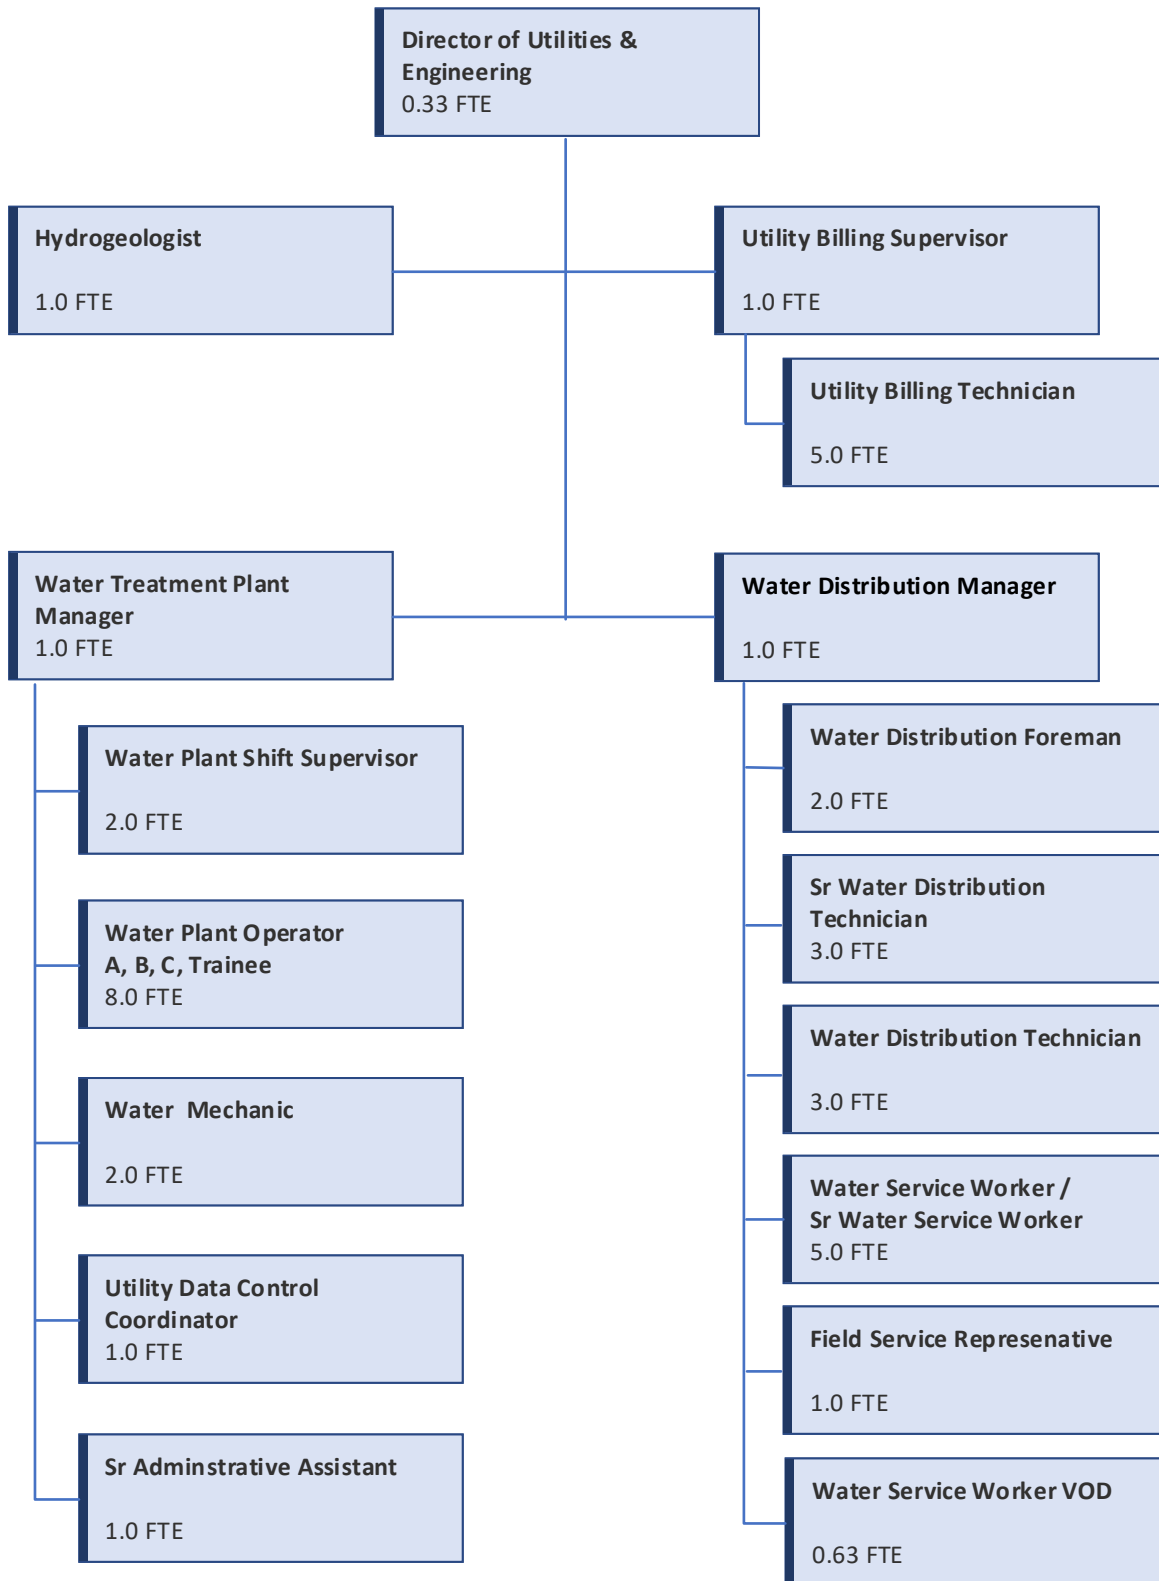 Director of Utilities &
Engineering
0.33 FTE
Hydrogeologist
1.0 FTE
Utility Billing Supervisor
1.0 FTE
Utility Billing Technician
5.0 FTE
Water Treatment Plant
Manager
1.0 FTE
Water Plant Shift Supervisor
2.0 FTE
Water Plant Operator
A, B, C, Trainee
8.0 FTE
Water  Mechanic
2.0 FTE
Utility Data Control
Coordinator
1.0 FTE
Sr Adminstrative Assistant
1.0 FTE
Water Distribution Manager
1.0 FTE
Water Distribution Foreman
2.0 FTE
Sr Water Distribution
Technician
3.0 FTE
Water Distribution Technician
3.0 FTE
Water Service Worker /
Sr Water Service Worker
5.0 FTE
Field Service Represenative
1.0 FTE
Water Service Worker VOD
0.63 FTE